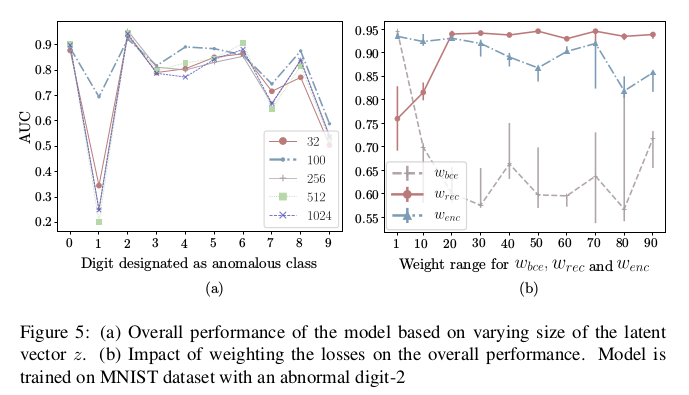 AUC
0.9
0.8
0.7
0.6
0.5
0.4
0.3
0.2
32
100
256
512
1024
0 1 2 3 4 5 6 7 8 9
Digit designated as anomalous class
(a)
0.95
0.90
0.85
0.80
0.75
0.70
0.65
0.60
0.55
w_bce
w_rec
w_enc
1 10 20 30 40 50 60 70 80 90
Weight range for w_bce, w_rec and w_enc
(b)
Figure 5: (a) Overall performance of the model based on varying size of the latent
vector z. (b) Impact of weighting the losses on the overall performance. Model is
trained on MNIST dataset with an abnormal digit-2